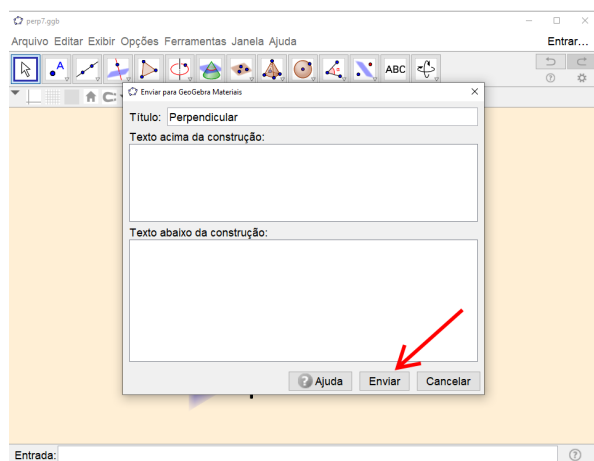 perp7.ggb
Arquivo Editar Exibir Opções Ferramentas Janela Ajuda Entrar...
A ABC
Enviar para GeoGebra Materiais
Título: Perpendicular
Texto acima da construção:
Texto abaixo da construção:
? Ajuda Enviar Cancelar
Entrada: